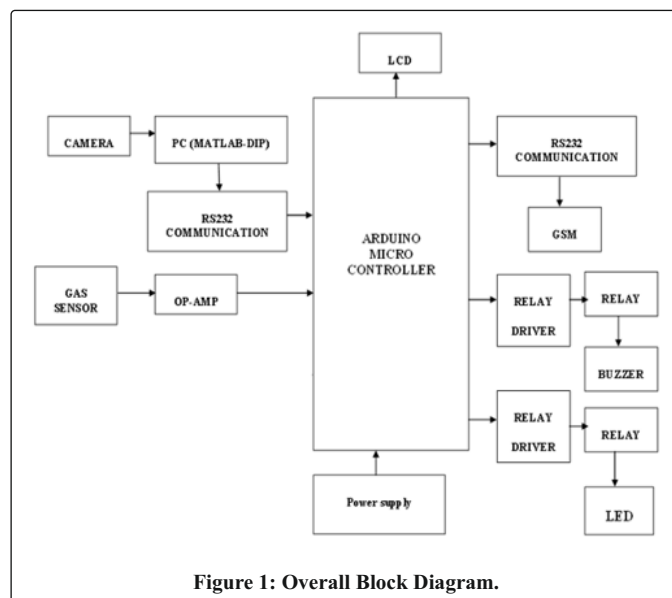 LCD
CAMERA
PC (MATLAB-DIP)
RS232
COMMUNICATION
GAS
SENSOR
OP-AMP
ARDUINO
MICRO
CONTROLLER
Power supply
RS232
COMMUNICATION
GSM
RELAY
DRIVER
RELAY
BUZZER
RELAY
DRIVER
RELAY
LED
Figure 1: Overall Block Diagram.